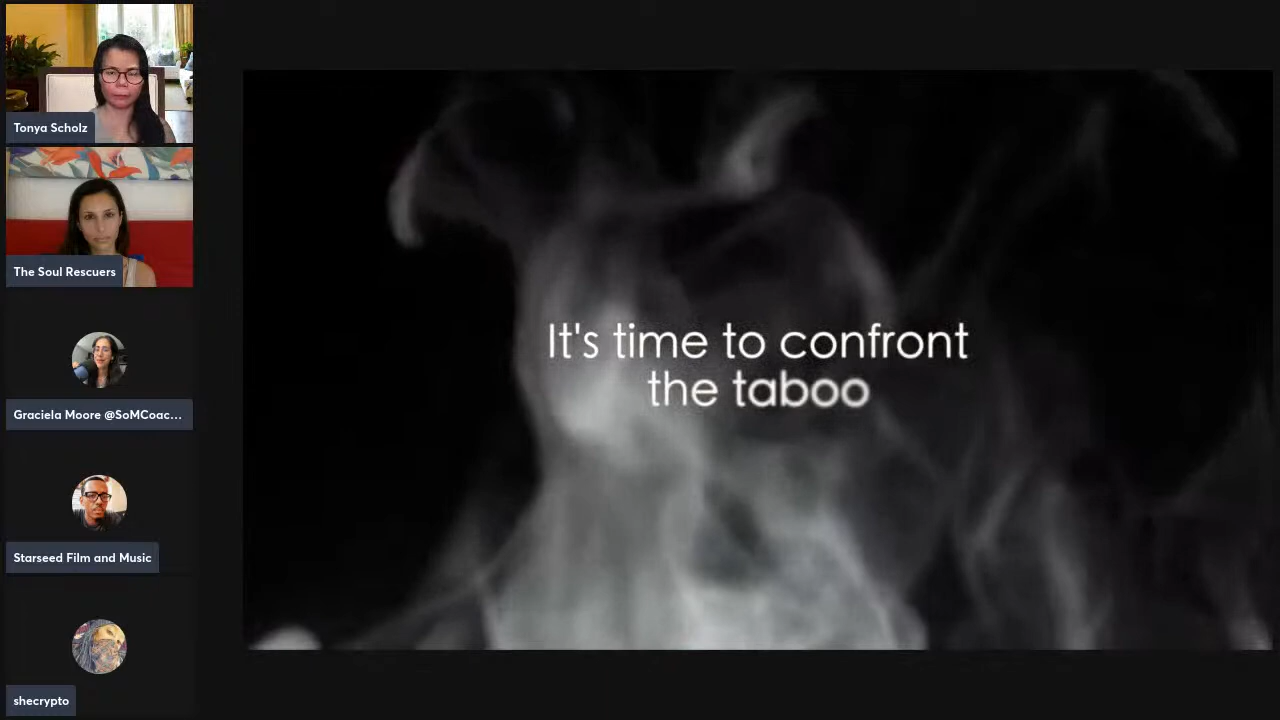 Tonya Scholz
The Soul Rescuers
Graciela Moore @SoMCoac...
Starseed Film and Music
shecrypto
It's time to confront
the taboo